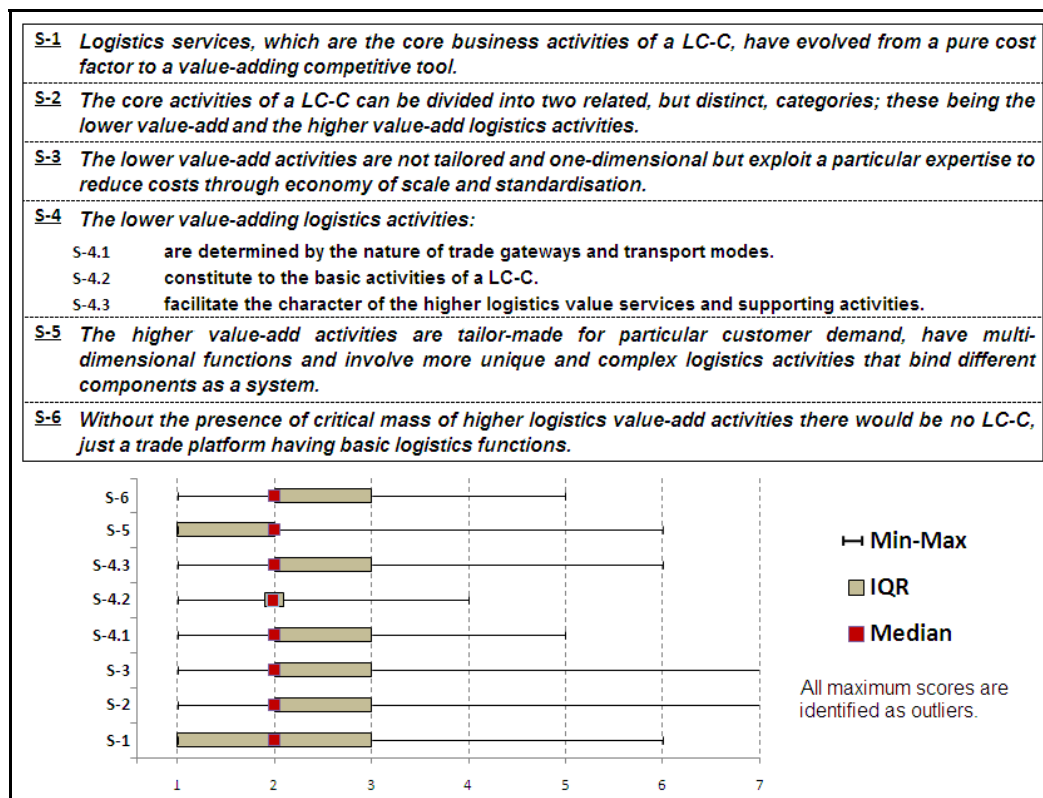 S-1 Logistics services, which are the core business activities of a LC-C, have evolved from a pure cost
factor to a value-adding competitive tool.
S-2 The core activities of a LC-C can be divided into two related, but distinct, categories; these being the
lower value-add and the higher value-add logistics activities.
S-3 The lower value-add activities are not tailored and one-dimensional but exploit a particular expertise to
reduce costs through economy of scale and standardisation.
S-4 The lower value-adding logistics activities:
S-4.1 are determined by the nature of trade gateways and transport modes.
S-4.2 constitute to the basic activities of a LC-C.
S-4.3 facilitate the character of the higher logistics value services and supporting activities.
S-5 The higher value-add activities are tailor-made for particular customer demand, have multi-
dimensional functions and involve more unique and complex logistics activities that bind different
components as a system.
S-6 Without the presence of critical mass of higher logistics value-add activities there would be no LC-C,
just a trade platform having basic logistics functions.
S-6
S-5
S-4.3
S-4.2
S-4.1
S-3
S-2
S-1
1 2 3 4 5 6 7
Min-Max
IQR
Median
All maximum scores are
identified as outliers.